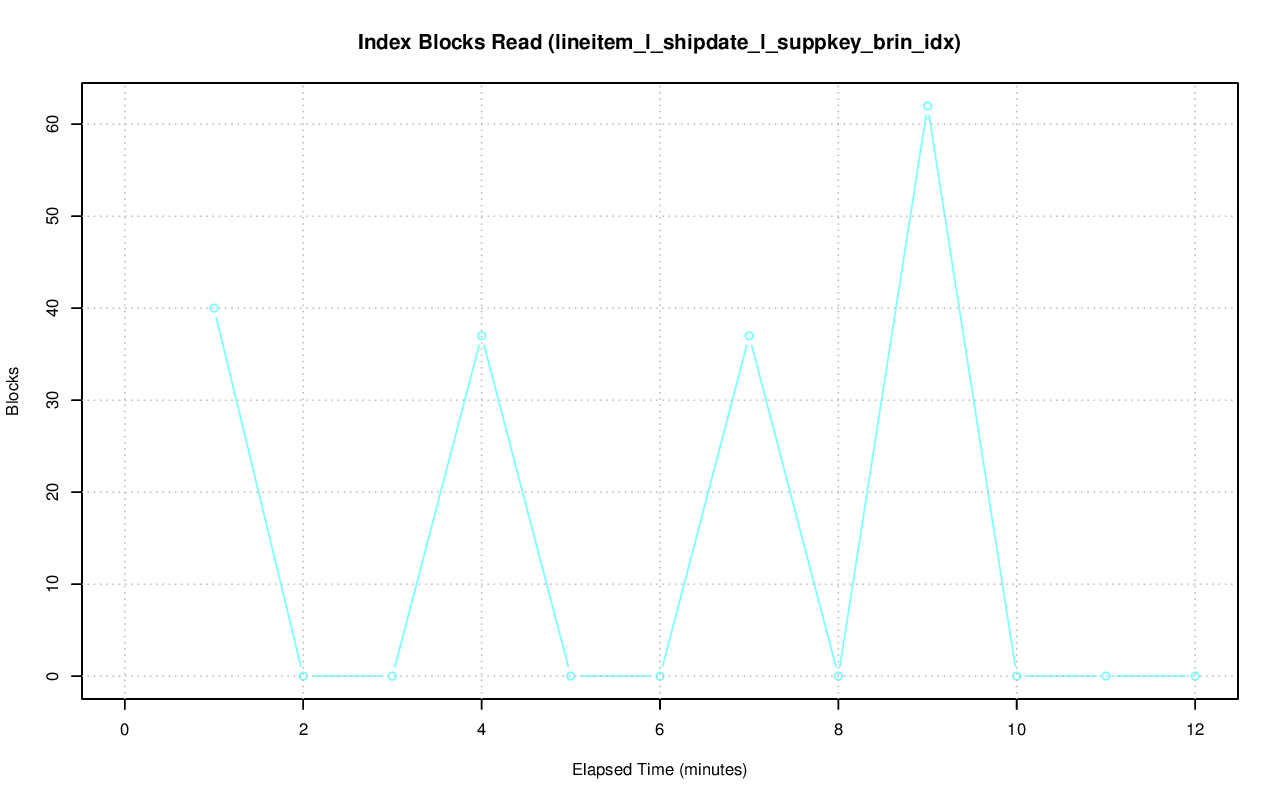 Index Blocks Read (lineitem_l_shipdate_l_suppkey_brin_idx)
60
50
40
30
20
10
0
Blocks
0 2 4 6 8 10 12
Elapsed Time (minutes)